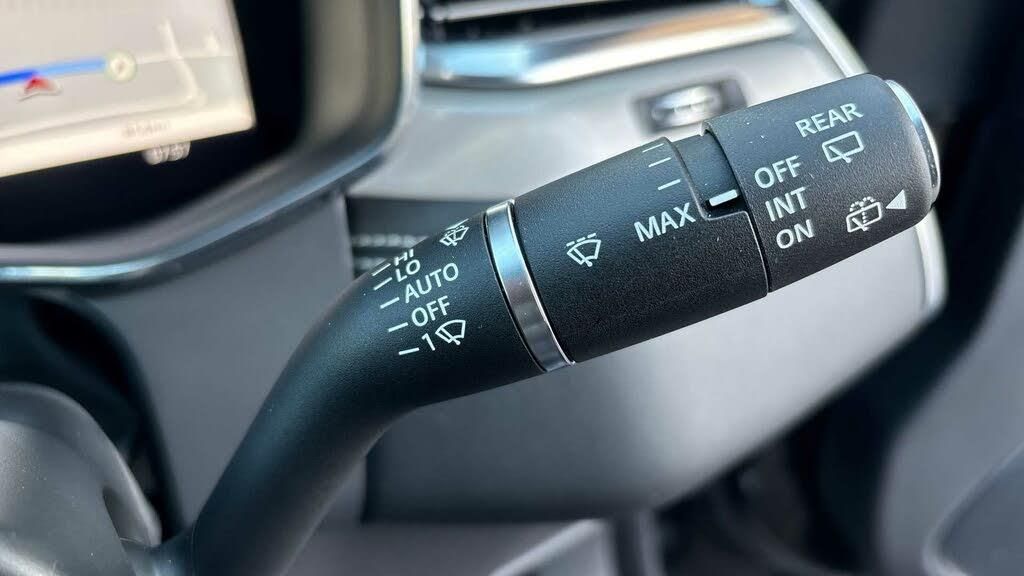 HI
LO
AUTO
OFF
1
MAX
REAR
OFF
INT
ON